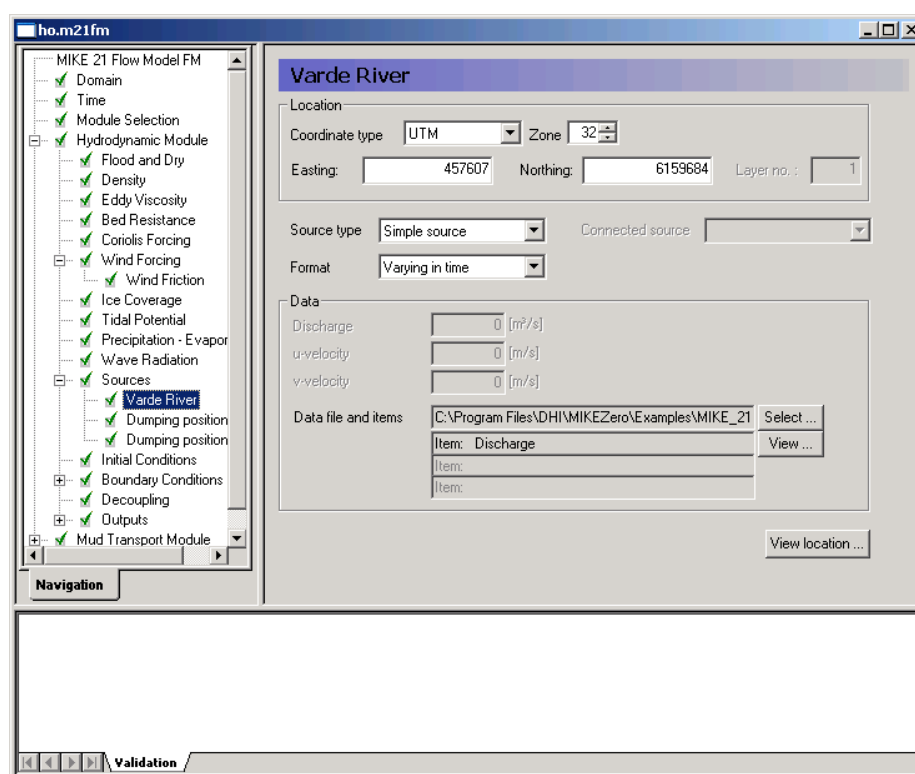 ho.m21fm
MIKE 21 Flow Model FM
Domain
Time
Module Selection
Hydrodynamic Module
Flood and Dry
Density
Eddy Viscosity
Bed Resistance
Coriolis Forcing
Wind Forcing
Wind Friction
Ice Coverage
Tidal Potential
Precipitation - Evapor
Wave Radiation
Sources
Varde River
Dumping position
Dumping position
Initial Conditions
Boundary Conditions
Decoupling
Outputs
Mud Transport Module
Navigation
Varde River
Location
Coordinate type UTM Zone 32
Easting: 457607 Northing: 6159684 Layer no. : 1
Source type Simple source Connected source
Format Varying in time
Data
Discharge 0 [m³/s]
u-velocity 0 [m/s]
v-velocity 0 [m/s]
Data file and items C:\Program Files\DHI\MIKEZero\Examples\MIKE_21 Select ...
Item: Discharge View ...
Item:
Item:
View location ...
Validation